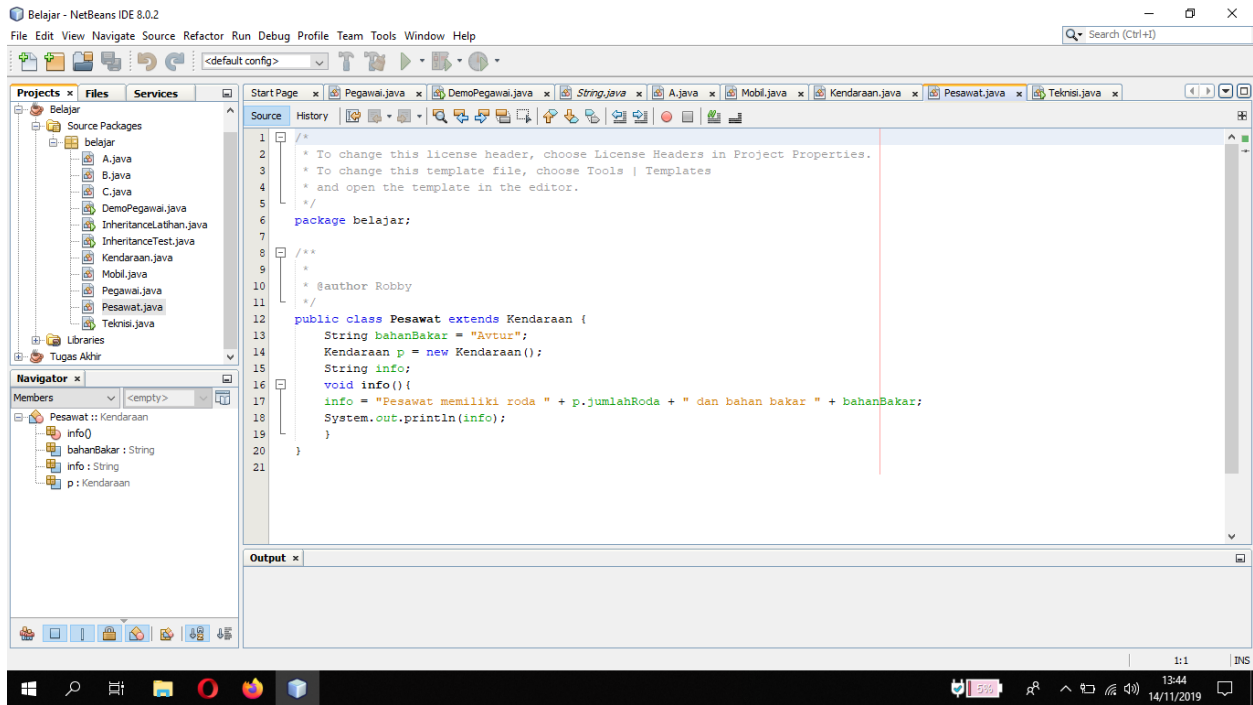 Belajar - NetBeans IDE 8.0.2
File Edit View Navigate Source Refactor Run Debug Profile Team Tools Window Help
Search (Ctrl+I)
<default config>
Projects Files Services
Start Page Pegawai.java DemoPegawai.java String.java A.java Mobil.java Kendaraan.java Pesawat.java Teknisi.java
Belajar
Source Packages
belajar
A.java
B.java
C.java
DemoPegawai.java
InheritanceLatihan.java
InheritanceTest.java
Kendaraan.java
Mobil.java
Pegawai.java
Pesawat.java
Teknisi.java
Libraries
Tugas Akhir
Navigator
Members <empty>
Pesawat :: Kendaraan
info()
bahanBakar : String
info : String
p : Kendaraan
Source History
1 /*
2 * To change this license header, choose License Headers in Project Properties.
3 * To change this template file, choose Tools | Templates
4 * and open the template in the editor.
5 */
6 package belajar;
7
8 /**
9 *
10 * @author Robby
11 */
12 public class Pesawat extends Kendaraan {
13 String bahanBakar = "Avtur";
14 Kendaraan p = new Kendaraan();
15 String info;
16 void info(){
17 info = "Pesawat memiliki roda " + p.jumlahRoda + " dan bahan bakar " + bahanBakar;
18 System.out.println(info);
19 }
20 }
21
Output
1:1 INS
5%
13:44
14/11/2019